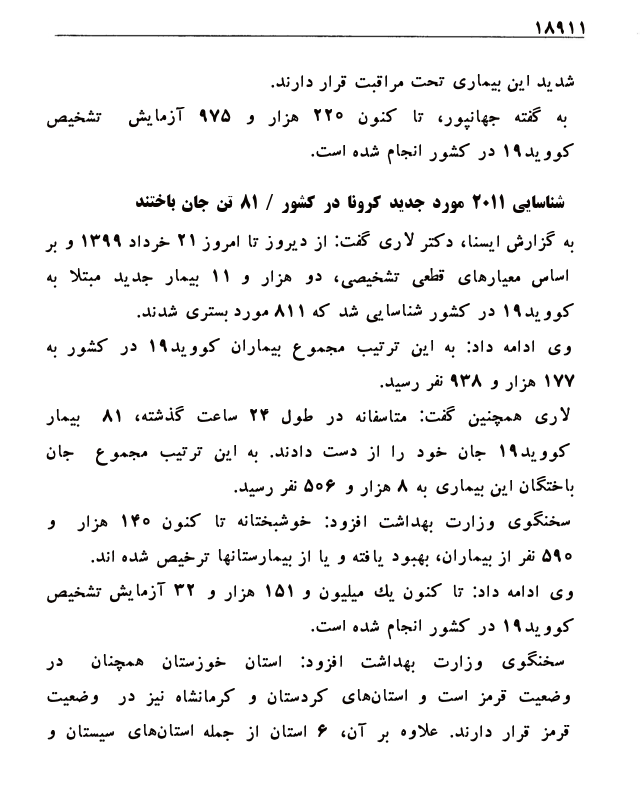 ۱۸۹۱۱
شدید این بیماری تحت مراقبت قرار دارند.
به گفته جهانپور، تا کنون ۲۲۰ هزار و ۹۷۵ آزمایش تشخیص
کووید۱۹ در کشور انجام شده است.
شناسایی ۲۰۱۱ مورد جدید کرونا در کشور / ۸۱ تن جان باختند
به گزارش ایسنا، دکتر لاری گفت: از دیروز تا امروز ۲۱ خرداد ۱۳۹۹ و بر
اساس معیارهای قطعی تشخیصی، دو هزار و ۱۱ بیمار جدید مبتلا به
کووید۱۹ در کشور شناسایی شد که ۸۱۱ مورد بستری شدند.
وی ادامه داد: به این ترتیب مجموع بیماران کووید۱۹ در کشور به
۱۷۷ هزار و ۹۳۸ نفر رسید.
لاری همچنین گفت: متاسفانه در طول ۲۴ ساعت گذشته، ۸۱ بیمار
کووید۱۹ جان خود را از دست دادند. به این ترتیب مجموع جان
باختگان این بیماری به ۸ هزار و ۵۰۶ نفر رسید.
سخنگوی وزارت بهداشت افزود: خوشبختانه تا کنون ۱۴۰ هزار و
۵۹۰ نفر از بیماران، بهبود یافته و یا از بیمارستانها ترخیص شده اند.
وی ادامه داد: تا کنون یك میلیون و ۱۵۱ هزار و ۳۲ آزمایش تشخیص
کووید۱۹ در کشور انجام شده است.
سخنگوی وزارت بهداشت افزود: استان خوزستان همچنان در
وضعیت قرمز است و استان‌های کردستان و کرمانشاه نیز در وضعیت
قرمز قرار دارند. علاوه بر آن، ۶ استان از جمله استان‌های سیستان و